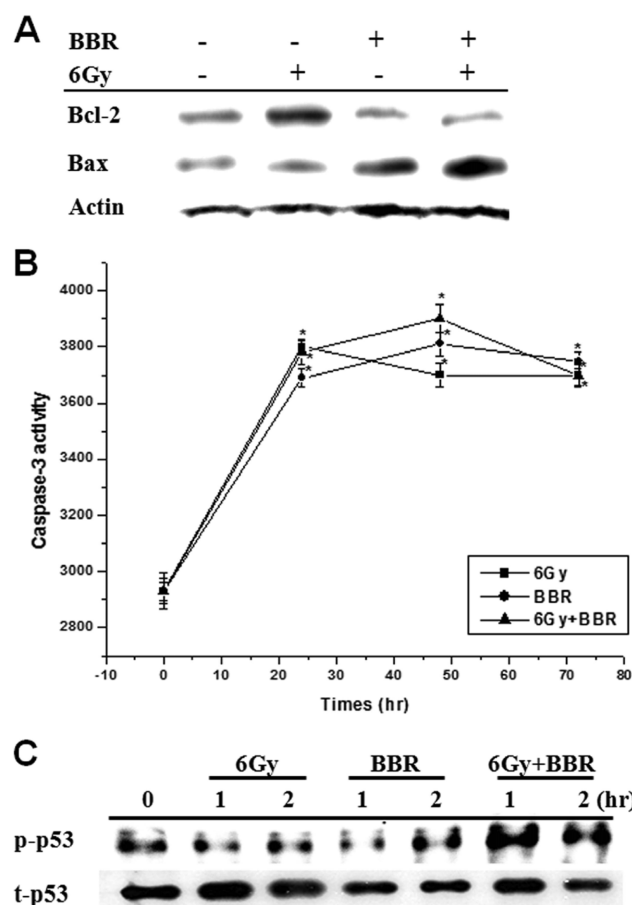 A
BBR - - + +
6Gy - + - +
Bcl-2
Bax
Actin
B
4000
3800
3600
3400
3200
3000
2800
Caspase-3 activity
* * * * * * * * *
6Gy
BBR
6Gy+BBR
-10 0 10 20 30 40 50 60 70 80
Times (hr)
C
6Gy BBR 6Gy+BBR
0 1 2 1 2 1 2 (hr)
p-p53
t-p53